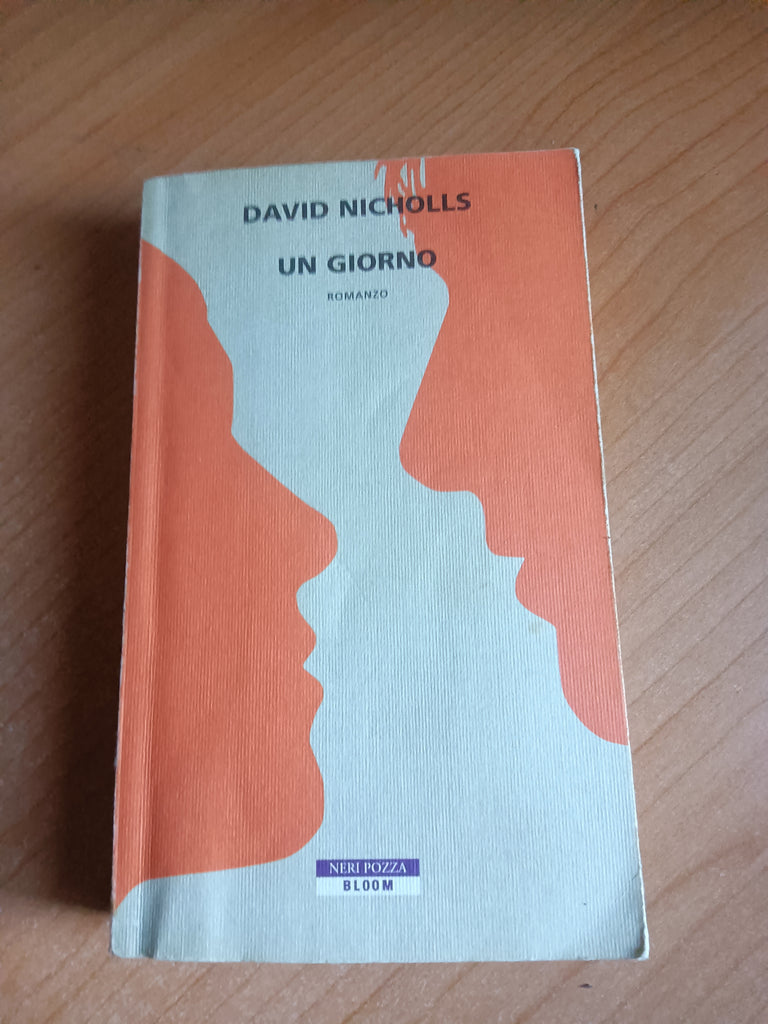 DAVID NICHOLLS
UN GIORNO
ROMANZO
NERI POZZA
BLOOM